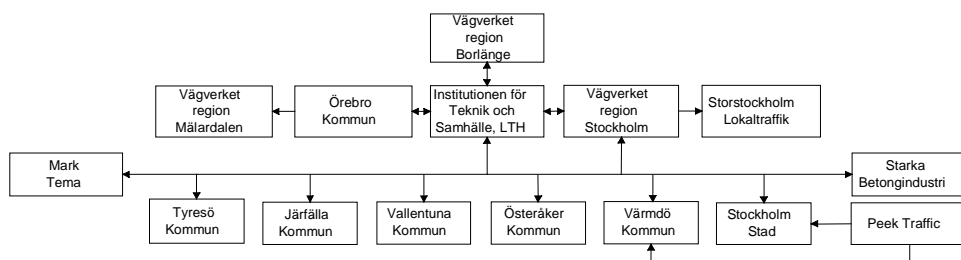 Vägverket
region
Borlänge
Vägverket
region
Mälardalen
Örebro
Kommun
Institutionen för
Teknik och
Samhälle, LTH
Vägverket
region
Stockholm
Storstockholm
Lokaltraffik
Mark
Tema
Starka
Betongindustri
Tyresö
Kommun
Järfälla
Kommun
Vallentuna
Kommun
Österåker
Kommun
Värmdö
Kommun
Stockholm
Stad
Peek Traffic